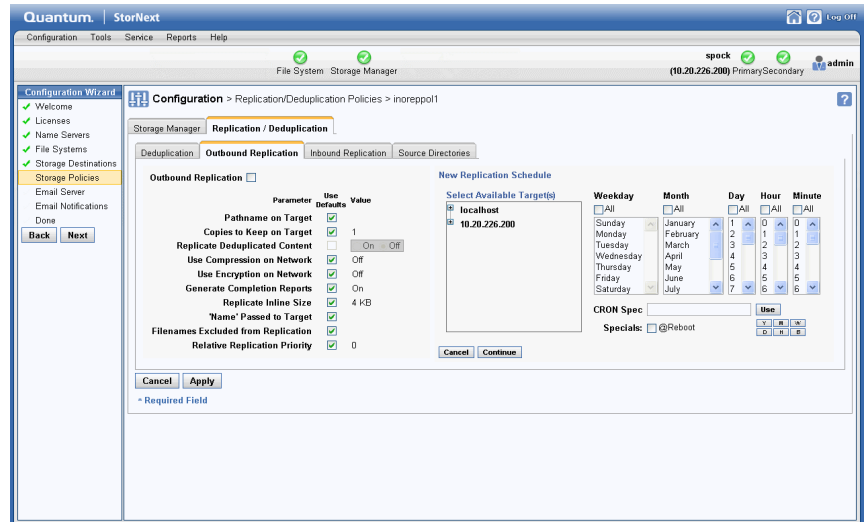 Quantum. | StorNext
Log Off
Configuration Tools Service Reports Help
File System Storage Manager
spock
(10.20.226.200) Primary Secondary
admin
Configuration Wizard
Welcome
Licenses
Name Servers
File Systems
Storage Destinations
Storage Policies
Email Server
Email Notifications
Done
Back Next
Configuration > Replication/Deduplication Policies > inoreppol1
?
Storage Manager Replication / Deduplication
Deduplication Outbound Replication Inbound Replication Source Directories
Outbound Replication
Parameter Use Defaults Value
Pathname on Target
Copies to Keep on Target 1
Replicate Deduplicated Content On Off
Use Compression on Network Off
Use Encryption on Network Off
Generate Completion Reports On
Replicate Inline Size 4 KB
'Name' Passed to Target
Filenames Excluded from Replication
Relative Replication Priority 0
New Replication Schedule
Select Available Target(s)
localhost
10.20.226.200
Weekday Month Day Hour Minute
All All All All All
Sunday January 1 0 0
Monday February 2 1 1
Tuesday March 3 2 2
Wednesday April 4 3 3
Thursday May 5 4 4
Friday June 6 5 5
Saturday July 7 6 6
CRON Spec Use
Specials: @Reboot
Y M W
D H B
Cancel Continue
Cancel Apply
* Required Field